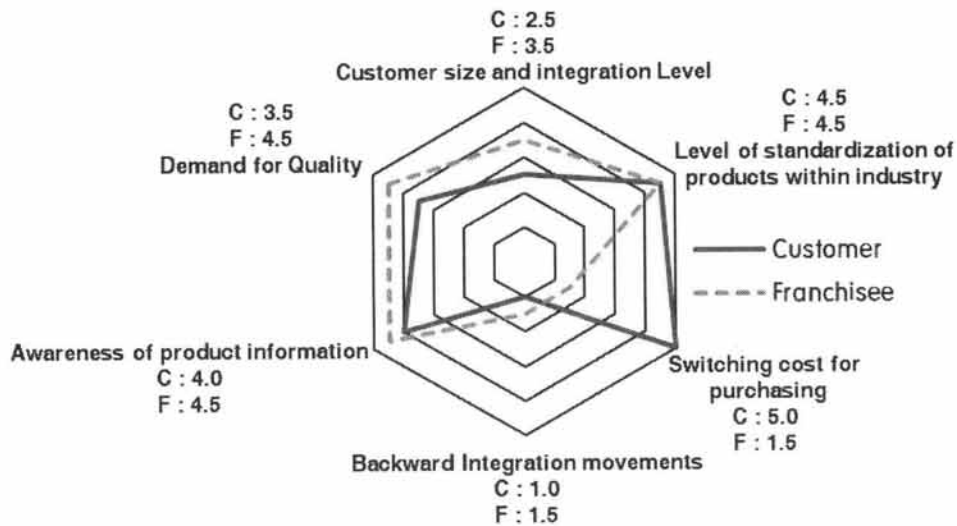 C : 2.5
F : 3.5
Customer size and integration Level
C : 4.5
F : 4.5
Level of standardization of
products within industry
C : 3.5
F : 4.5
Demand for Quality
Customer
Franchisee
Awareness of product information
C : 4.0
F : 4.5
Switching cost for
purchasing
C : 5.0
F : 1.5
Backward Integration movements
C : 1.0
F : 1.5